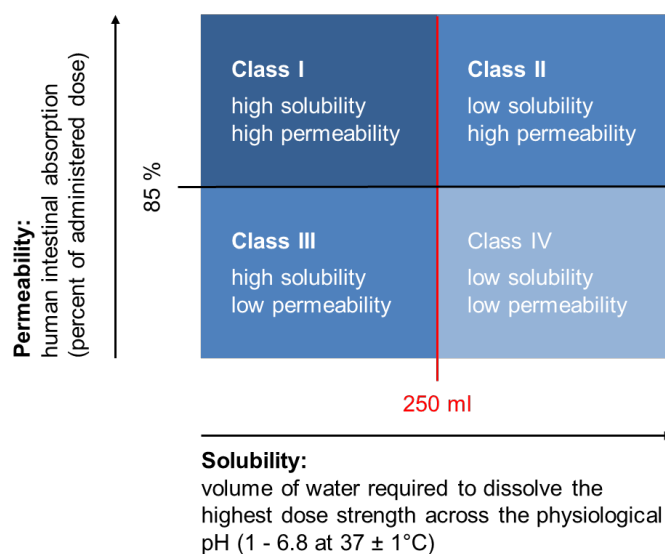 Permeability:
human intestinal absorption
(percent of administered dose)
85 %
Class I
high solubility
high permeability
Class II
low solubility
high permeability
Class III
high solubility
low permeability
Class IV
low solubility
low permeability
250 ml
Solubility:
volume of water required to dissolve the
highest dose strength across the physiological
pH (1 - 6.8 at 37 ± 1°C)